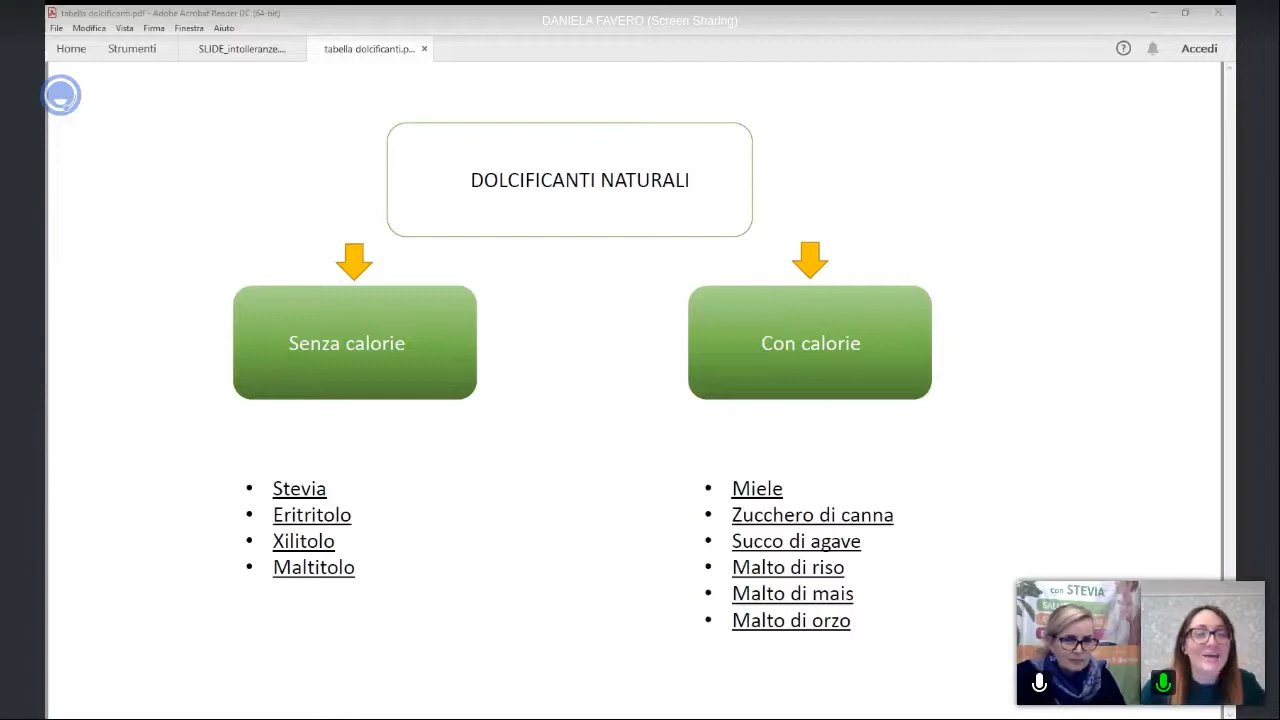 tabella dolcificanti.pdf - Adobe Acrobat Reader DC (64-bit)
DANIELA FAVERO (Screen Sharing)
File Modifica Vista Firma Finestra Aiuto
Home Strumenti SLIDE_intolleranze.... tabella dolcificanti.p... × Accedi
DOLCIFICANTI NATURALI
Senza calorie
Con calorie
• Stevia
• Eritritolo
• Xilitolo
• Maltitolo
• Miele
• Zucchero di canna
• Succo di agave
• Malto di riso
• Malto di mais
• Malto di orzo
con STEVIA